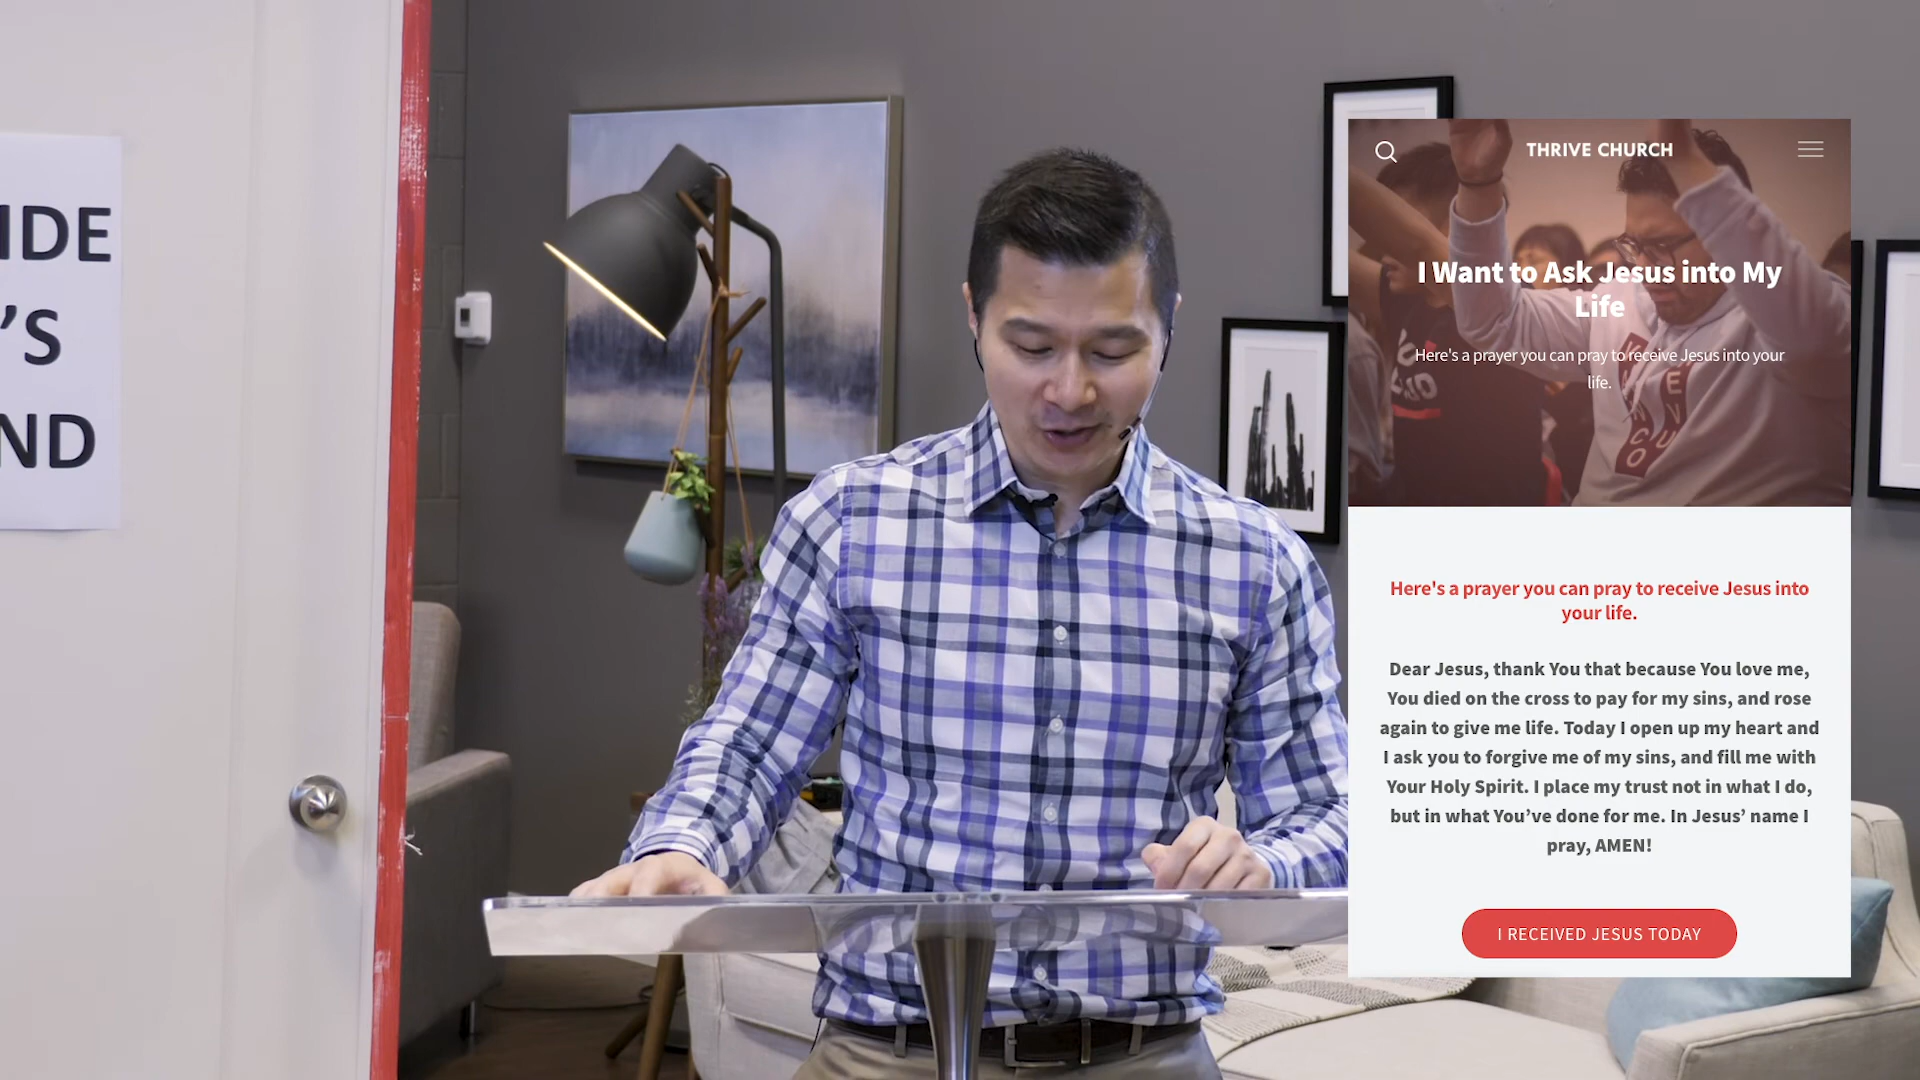 IDE
'S
ND
THRIVE CHURCH
I Want to Ask Jesus into My
Life
Here's a prayer you can pray to receive Jesus into your
life.
Here's a prayer you can pray to receive Jesus into
your life.
Dear Jesus, thank You that because You love me,
You died on the cross to pay for my sins, and rose
again to give me life. Today I open up my heart and
I ask you to forgive me of my sins, and fill me with
Your Holy Spirit. I place my trust not in what I do,
but in what You’ve done for me. In Jesus’ name I
pray, AMEN!
I RECEIVED JESUS TODAY